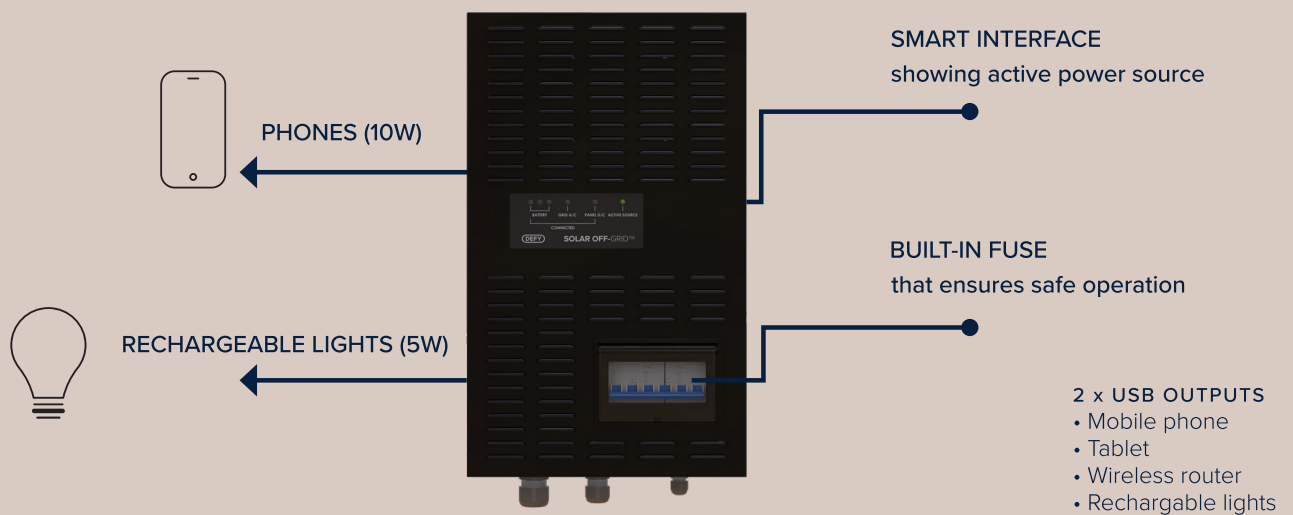 SMART INTERFACE
showing active power source
PHONES (10W)
BATTERY GRID A/C PANEL D/C ACTIVE SOURCE
CONNECTED
DEFY SOLAR OFF-GRID™
BUILT-IN FUSE
that ensures safe operation
RECHARGEABLE LIGHTS (5W)
2 x USB OUTPUTS
• Mobile phone
• Tablet
• Wireless router
• Rechargable lights